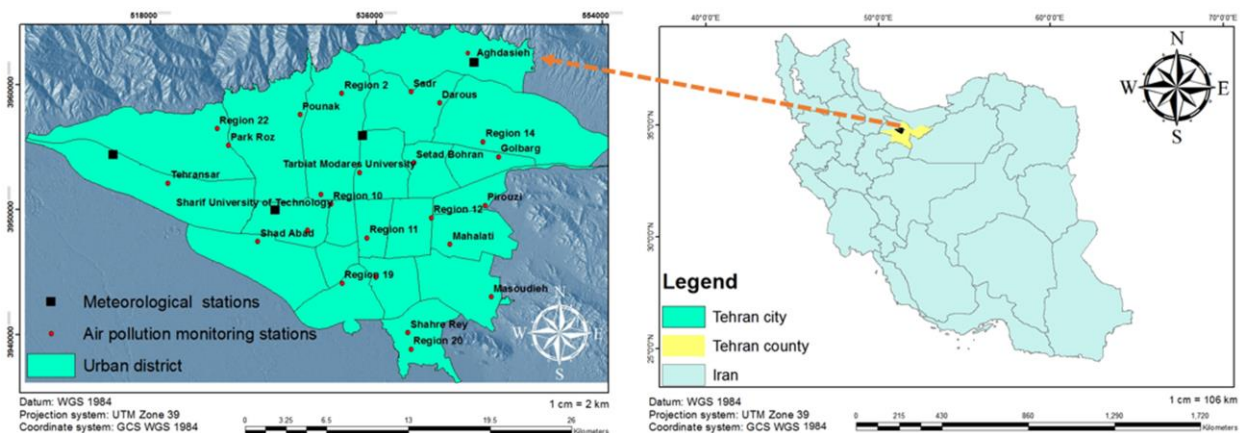 518000
526000
554000
3960000
3950000
3940000
Aghdasieh
Region 2
Sadr
Darous
Pounak
Region 22
Park Roz
Region 14
Golbarg
Setad Bohran
Tarbiat Modares University
Tehransar
Sharif University of Technology
Region 10
Pirouzi
Region 12
Region 11
Shad Abad
Mahalati
Region 19
Masoudieh
Shahre Rey
Region 20
Meteorological stations
Air pollution monitoring stations
Urban district
N
W
E
S
Datum: WGS 1984
Projection system: UTM Zone 39
Coordinate system: GCS WGS 1984
1 cm = 2 km
0 3.25 6.5 13 19.5 26
Kilometers
40°0'0"E
50°0'0"E
60°0'0"E
70°0'0"E
35°0'0"N
30°0'0"N
25°0'0"N
N
W
E
S
Legend
Tehran city
Tehran county
Iran
Datum: WGS 1984
Projection system: UTM Zone 39
Coordinate system: GCS WGS 1984
1 cm = 106 km
0 215 430 860 1,290 1,720
Kilometers